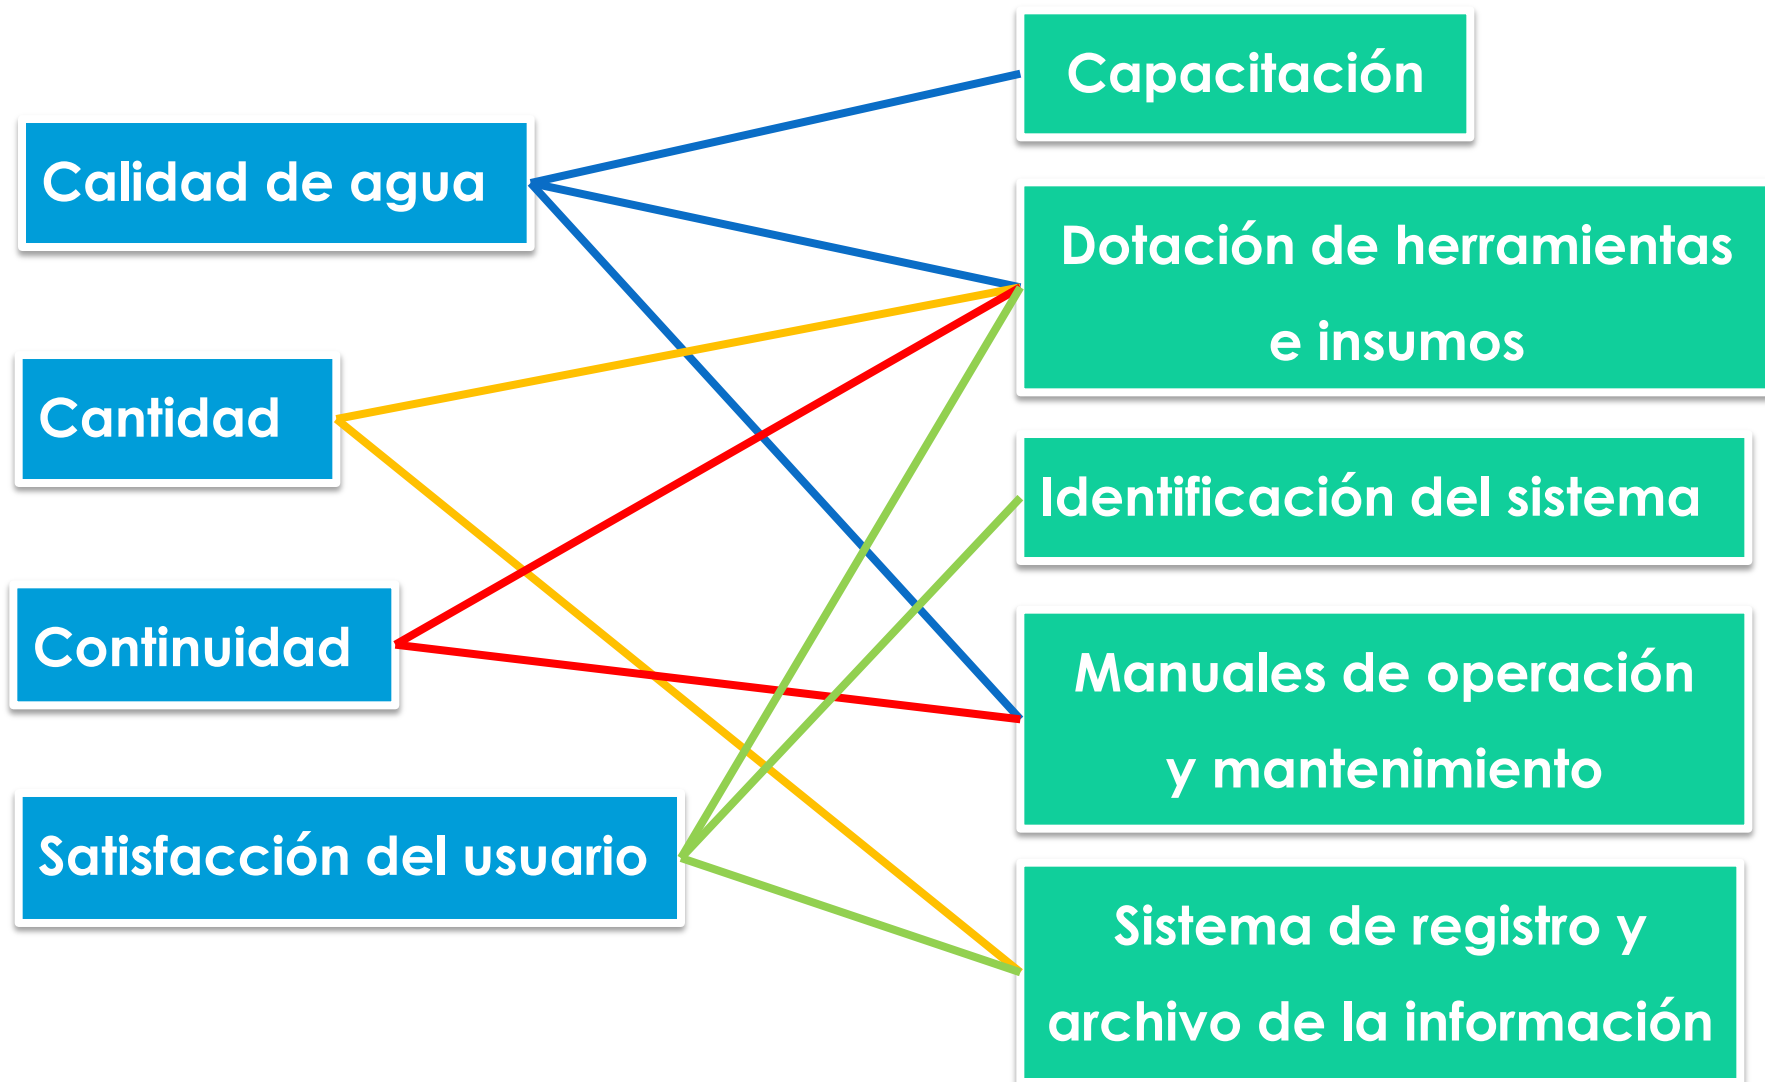 Calidad de agua
Cantidad
Continuidad
Satisfacción del usuario
Capacitación
Dotación de herramientas
e insumos
Identificación del sistema
Manuales de operación
y mantenimiento
Sistema de registro y
archivo de la información